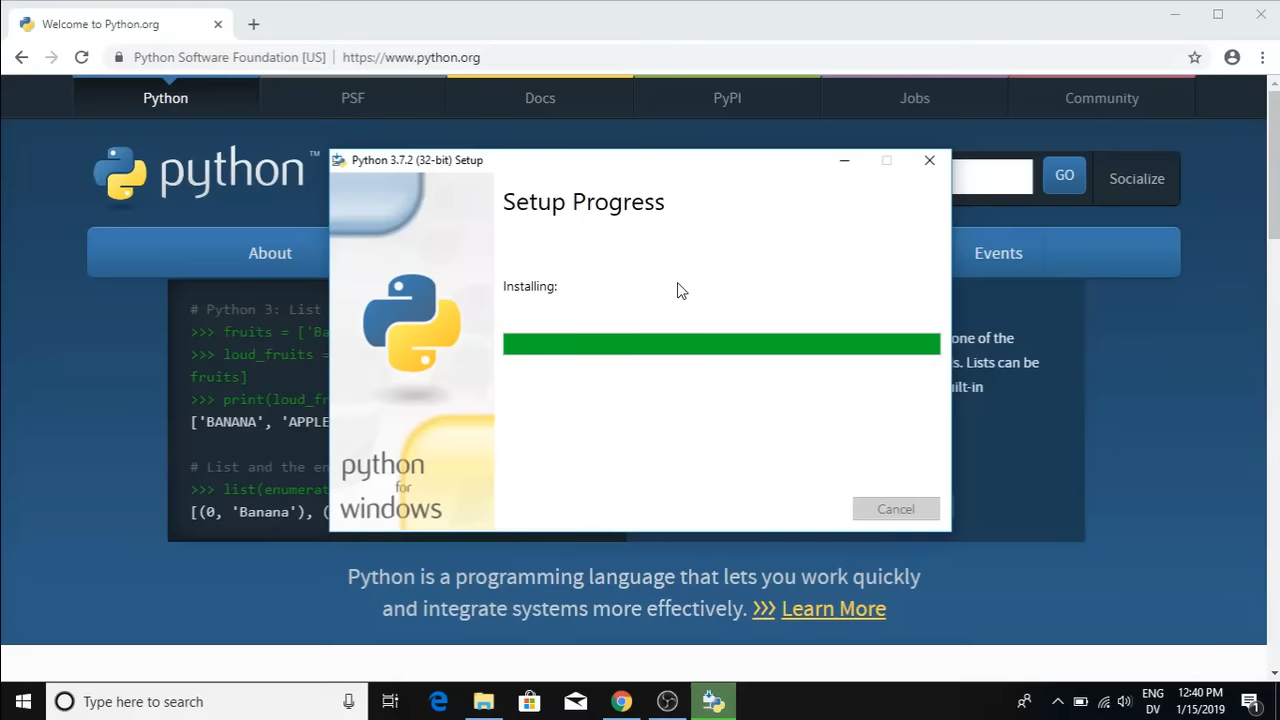 Welcome to Python.org
Python Software Foundation [US] https://www.python.org
Python PSF Docs PyPI Jobs Community
python™
GO
Socialize
About
Events
# Python 3: List
>>> fruits = ['Ba
>>> loud_fruits =
fruits]
>>> print(loud_fr
['BANANA', 'APPLE
# List and the en
>>> list(enumerat
[(0, 'Banana'), (
one of the
s. Lists can be
ilt-in
Python 3.7.2 (32-bit) Setup
Setup Progress
Installing:
python
for
windows
Cancel
Python is a programming language that lets you work quickly
and integrate systems more effectively. >>> Learn More
Type here to search
ENG
DV
12:40 PM
1/15/2019
1